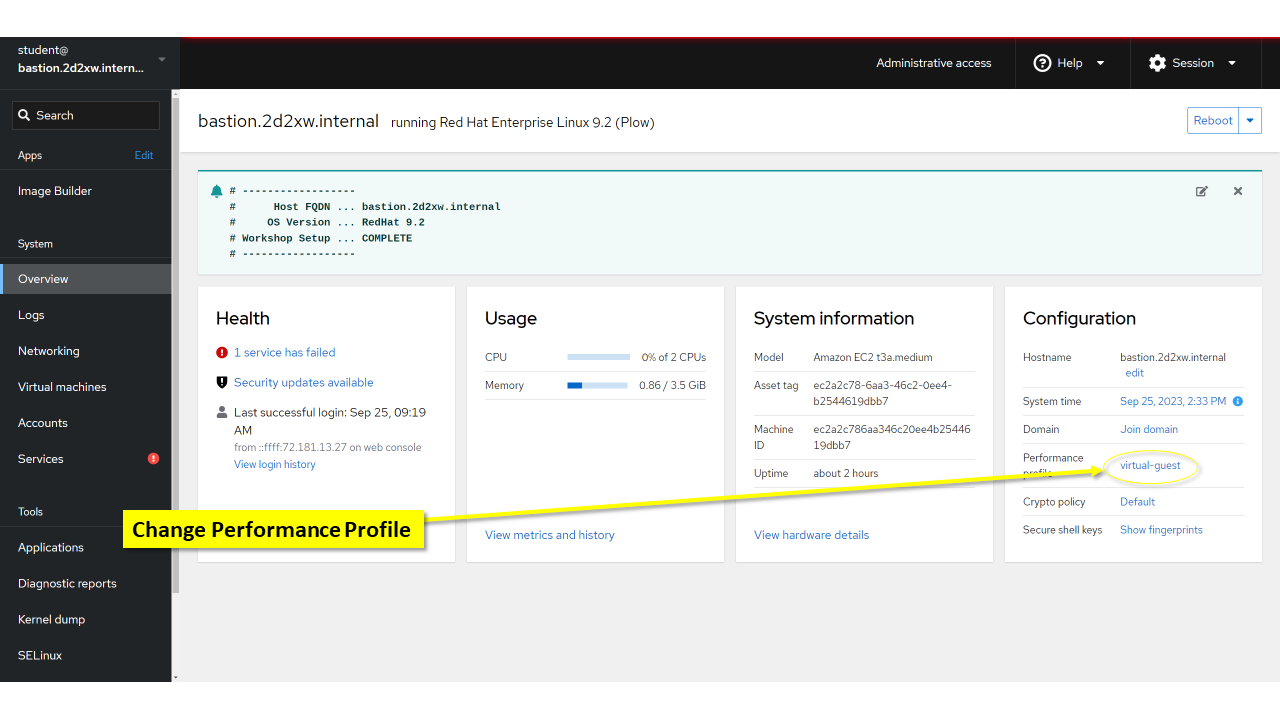 student@
bastion.2d2xw.intern...
Administrative access
Help
Session
Search
Apps
Edit
Image Builder
System
Overview
Logs
Networking
Virtual machines
Accounts
Services
Tools
Applications
Diagnostic reports
Kernel dump
SELinux
bastion.2d2xw.internal running Red Hat Enterprise Linux 9.2 (Plow)
Reboot
# ------------------
# Host FQDN ... bastion.2d2xw.internal
# OS Version ... RedHat 9.2
# Workshop Setup ... COMPLETE
# ------------------
Health
1 service has failed
Security updates available
Last successful login: Sep 25, 09:19
AM
from ::ffff:72.181.13.27 on web console
View login history
Usage
CPU 0% of 2 CPUs
Memory 0.86 / 3.5 GiB
View metrics and history
System information
Model Amazon EC2 t3a.medium
Asset tag ec2a2c78-6aa3-46c2-0ee4-
b2544619dbb7
Machine ec2a2c786aa346c20ee4b25446
ID 19dbb7
Uptime about 2 hours
View hardware details
Configuration
Hostname bastion.2d2xw.internal
edit
System time Sep 25, 2023, 2:33 PM
Domain Join domain
Performance
profile virtual-guest
Crypto policy Default
Secure shell keys Show fingerprints
Change Performance Profile